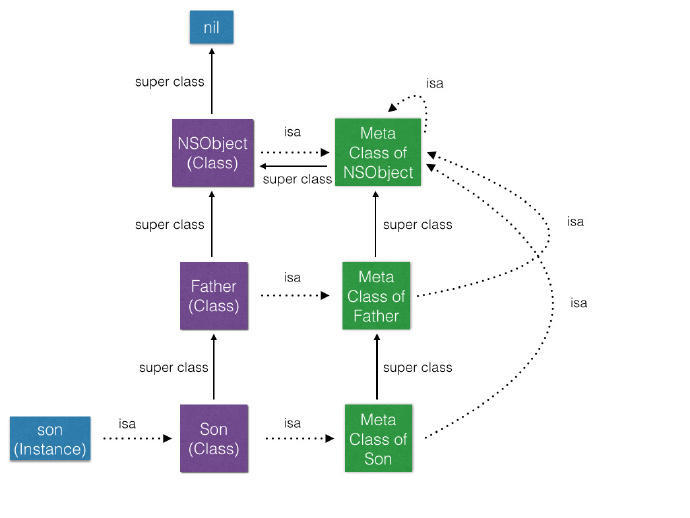 nil
super class
isa
NSObject
(Class)
isa
Meta
Class of
NSObject
super class
super class
super class
isa
Father
(Class)
isa
Meta
Class of
Father
isa
super class
super class
son
(Instance)
isa
Son
(Class)
isa
Meta
Class of
Son